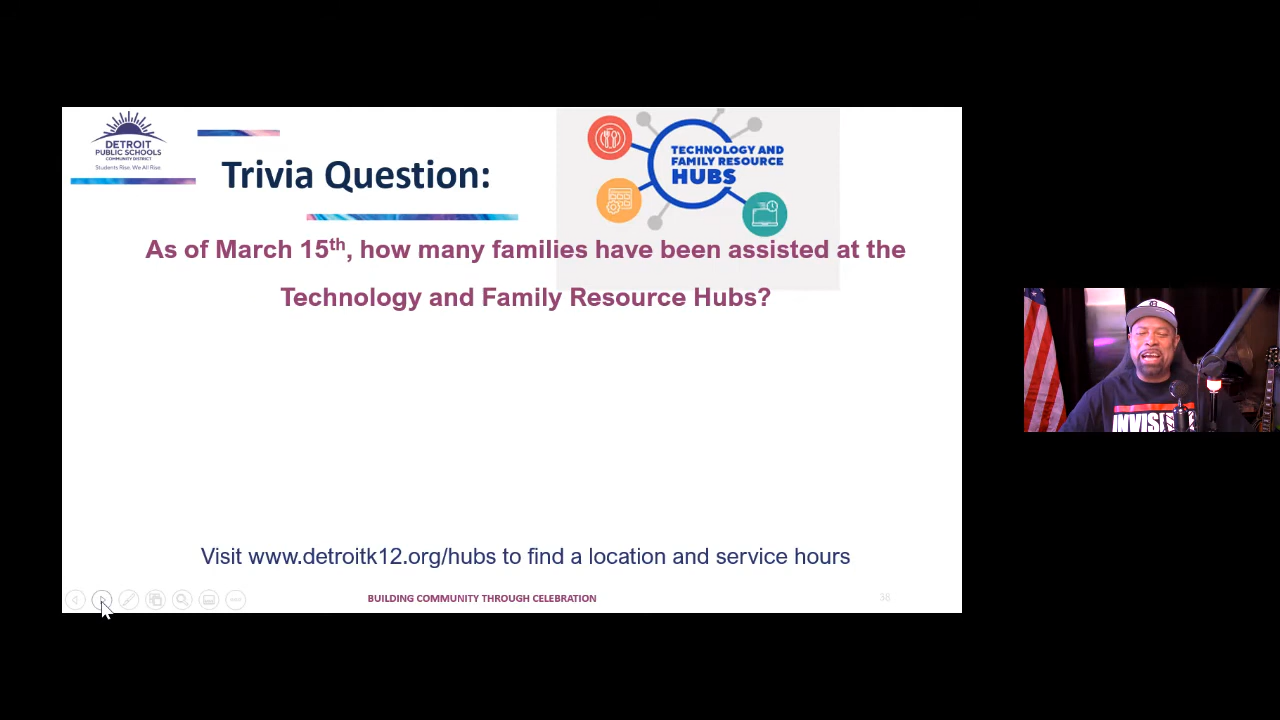 DETROIT
PUBLIC SCHOOLS
COMMUNITY DISTRICT
Students Rise. We All Rise.
Trivia Question:
TECHNOLOGY AND
FAMILY RESOURCE
HUBS
As of March 15th, how many families have been assisted at the
Technology and Family Resource Hubs?
Visit www.detroitk12.org/hubs to find a location and service hours
BUILDING COMMUNITY THROUGH CELEBRATION
38